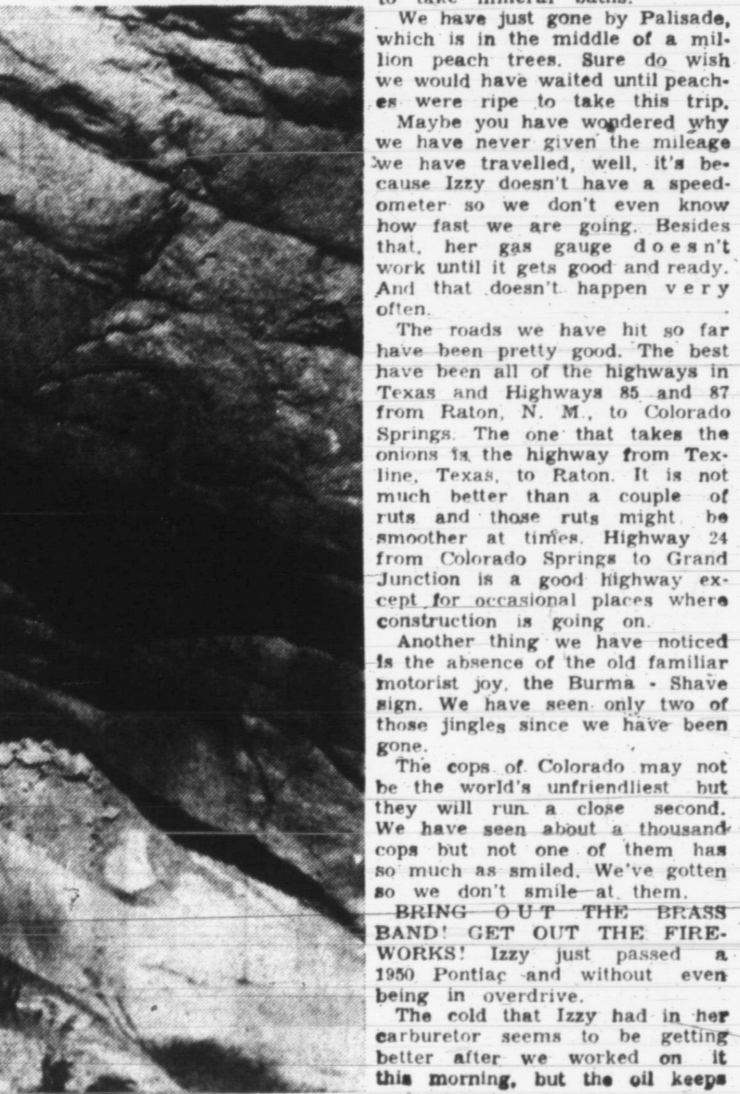 to take mineral baths.
We have just gone by Palisade,
which is in the middle of a mil-
lion peach trees. Sure do wish
we would have waited until peach-
es were ripe to take this trip.
Maybe you have wondered why
we have never given the mileage
we have travelled, well, it's be-
cause Izzy doesn't have a speed-
ometer so we don't even know
how fast we are going. Besides
that, her gas gauge doesn't
work until it gets good and ready.
And that doesn't happen very
often.
The roads we have hit so far
have been pretty good. The best
have been all of the highways in
Texas and Highways 85 and 87
from Raton, N. M., to Colorado
Springs. The one that takes the
onions is the highway from Tex-
line, Texas, to Raton. It is not
much better than a couple of
ruts and those ruts might be
smoother at times. Highway 24
from Colorado Springs to Grand
Junction is a good highway ex-
cept for occasional places where
construction is going on.
Another thing we have noticed
is the absence of the old familiar
motorist joy, the Burma - Shave
sign. We have seen only two of
those jingles since we have been
gone.
The cops of Colorado may not
be the world's unfriendliest but
they will run a close second.
We have seen about a thousand
cops but not one of them has
so much as smiled. We've gotten
so we don't smile at them.
BRING OUT THE BRASS
BAND! GET OUT THE FIRE-
WORKS! Izzy just passed a
1950 Pontiac and without even
being in overdrive.
The cold that Izzy had in her
carburetor seems to be getting
better after we worked on it
this morning, but the oil keeps